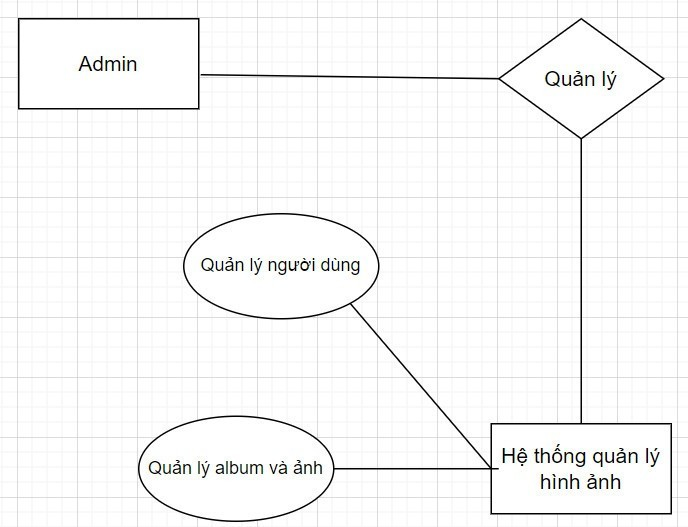 Admin
Quản lý
Quản lý người dùng
Quản lý album và ảnh
Hệ thống quản lý
hình ảnh